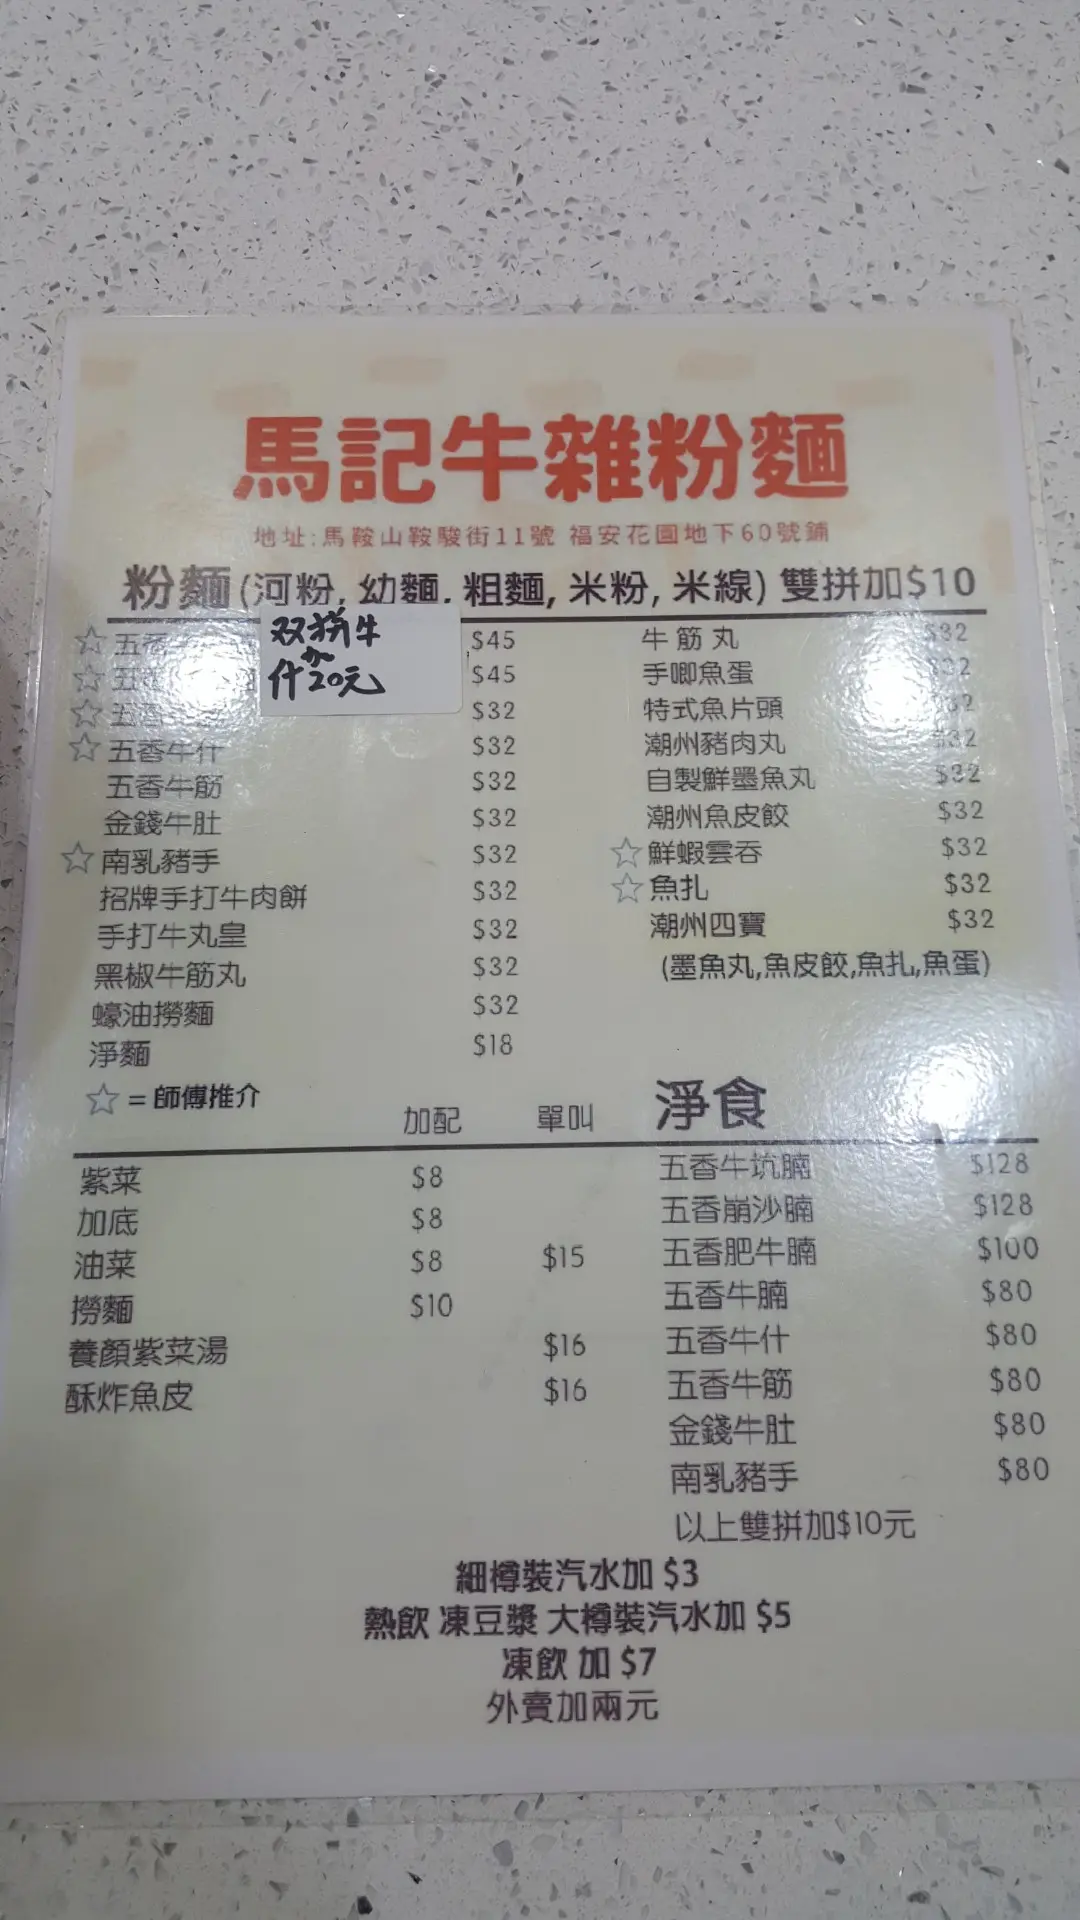 馬記牛雜粉麵
地址:馬鞍山鞍駿街11號 福安花園地下60號鋪
粉麵(河粉, 幼麵, 粗麵, 米粉, 米線) 雙拼加$10
双拼牛
什加20元
☆ 五香 $45
☆ 五香 $45
☆ 五香 $32
☆ 五香牛什 $32
五香牛筋 $32
金錢牛肚 $32
☆ 南乳豬手 $32
招牌手打牛肉餅 $32
手打牛丸皇 $32
黑椒牛筋丸 $32
蠔油撈麵 $32
淨麵 $18
☆ = 師傅推介
牛筋丸 $32
手唧魚蛋 $32
特式魚片頭 $32
潮州豬肉丸 $32
自製鮮墨魚丸 $32
潮州魚皮餃 $32
☆ 鮮蝦雲吞 $32
☆ 魚扎 $32
潮州四寶 $32
(墨魚丸,魚皮餃,魚扎,魚蛋)
加配 單叫
紫菜 $8
加底 $8
油菜 $8 $15
撈麵 $10
養顏紫菜湯 $16
酥炸魚皮 $16
淨食
五香牛坑腩 $128
五香崩沙腩 $128
五香肥牛腩 $100
五香牛腩 $80
五香牛什 $80
五香牛筋 $80
金錢牛肚 $80
南乳豬手 $80
以上雙拼加$10元
細樽裝汽水加 $3
熱飲 凍豆漿 大樽裝汽水加 $5
凍飲 加 $7
外賣加兩元